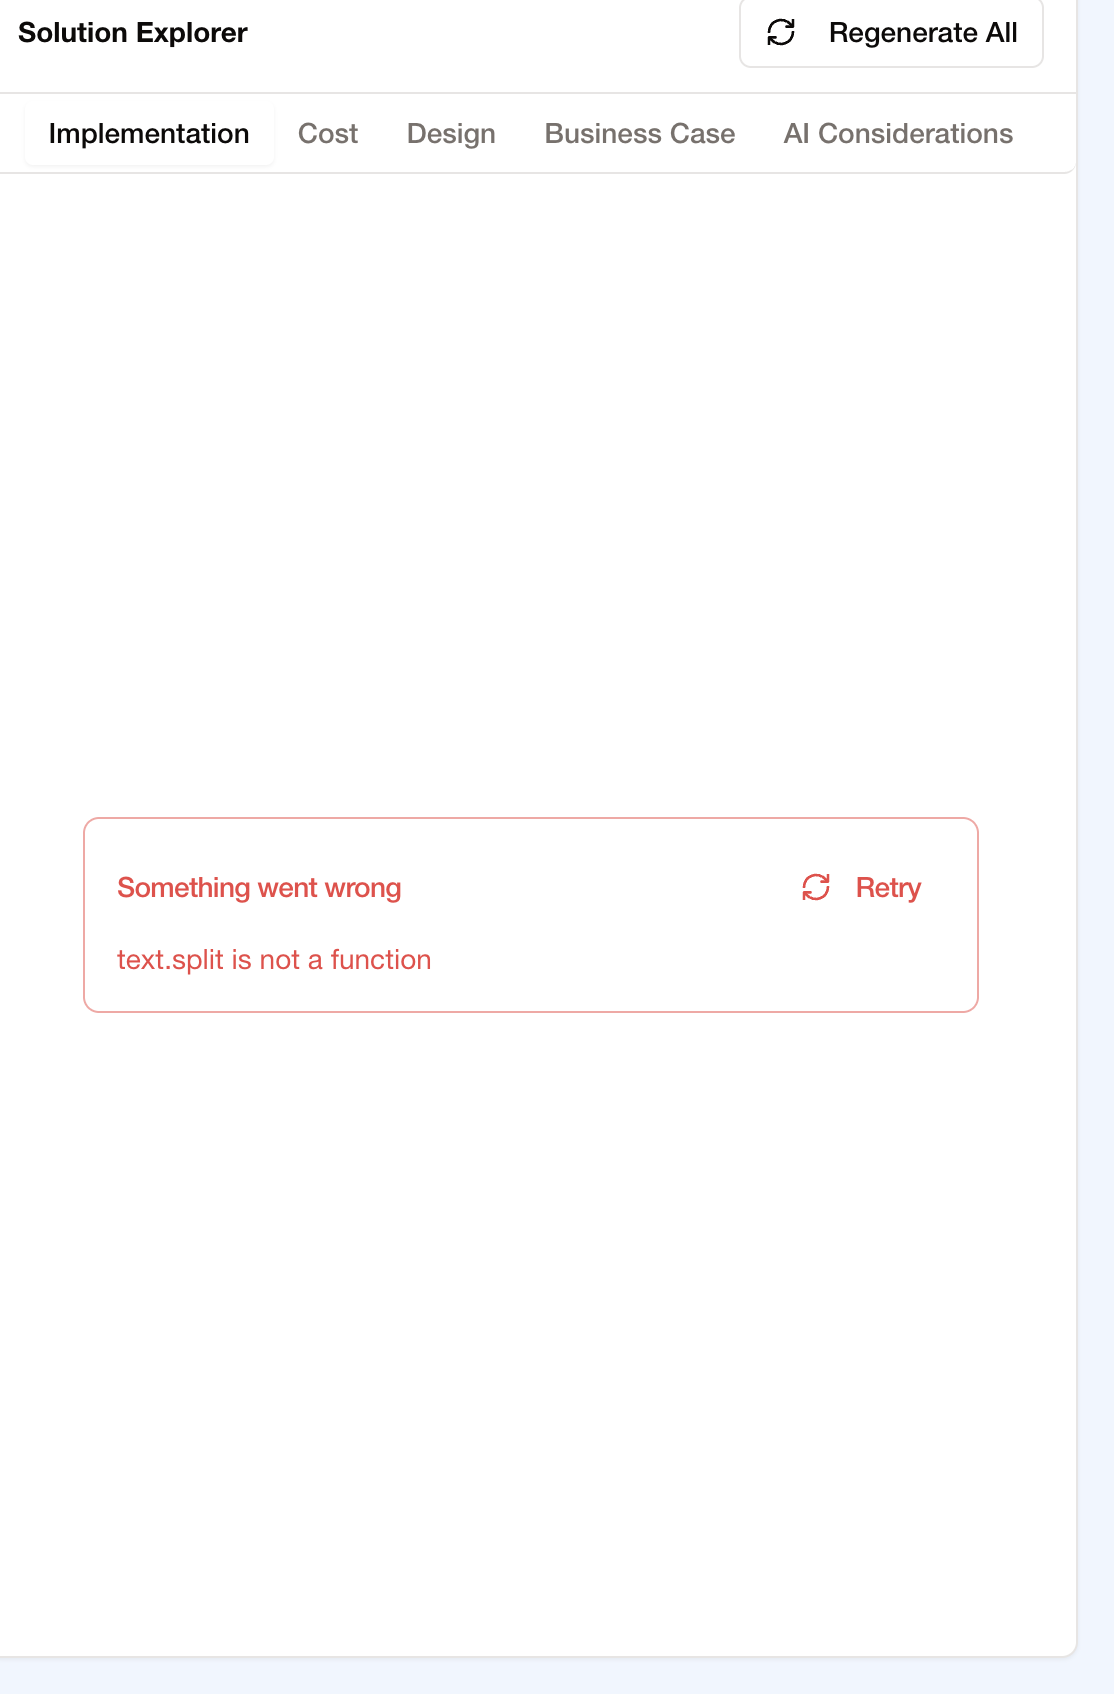 Solution Explorer
Regenerate All
Implementation Cost Design Business Case AI Considerations
Something went wrong
Retry
text.split is not a function